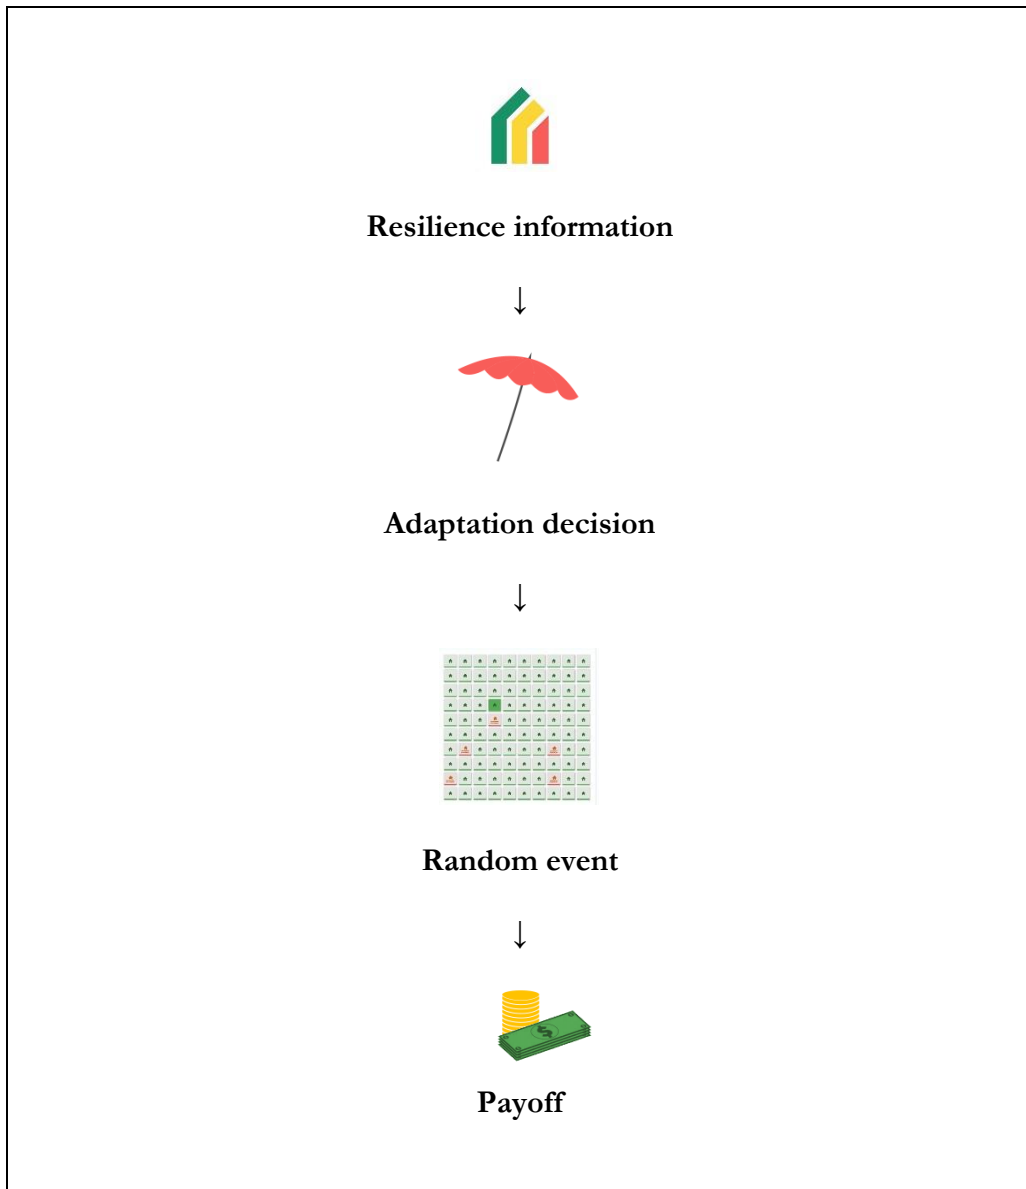 Resilience information
↓
Adaptation decision
↓
Random event
↓
$
Payoff